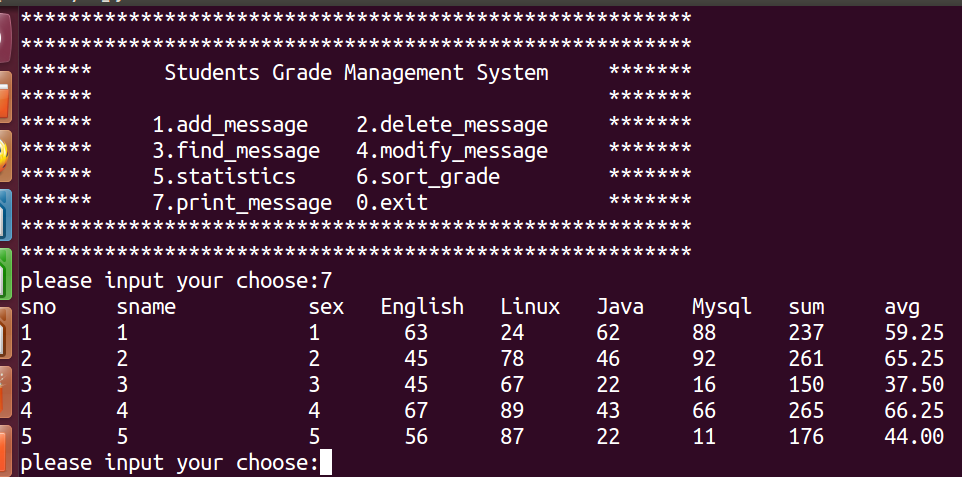 ********************************************************
********************************************************
****** Students Grade Management System *******
****** *******
****** 1.add_message 2.delete_message *******
****** 3.find_message 4.modify_message *******
****** 5.statistics 6.sort_grade *******
****** 7.print_message 0.exit *******
********************************************************
********************************************************
please input your choose:7
sno sname sex English Linux Java Mysql sum avg
1 1 1 63 24 62 88 237 59.25
2 2 2 45 78 46 92 261 65.25
3 3 3 45 67 22 16 150 37.50
4 4 4 67 89 43 66 265 66.25
5 5 5 56 87 22 11 176 44.00
please input your choose: